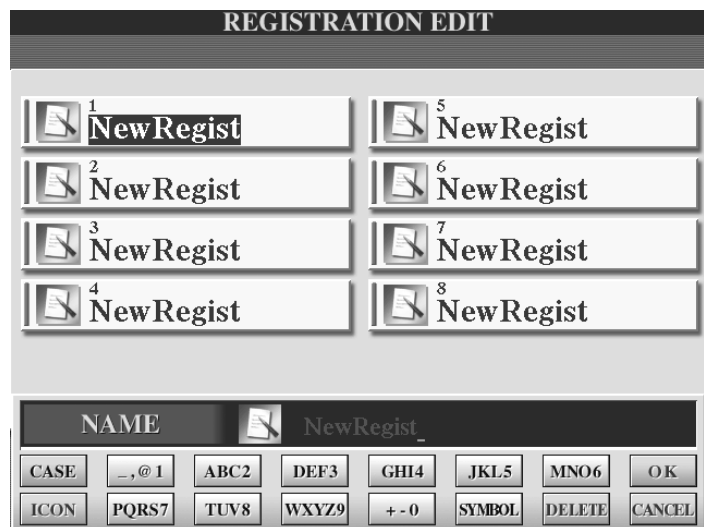 REGISTRATION EDIT
1
NewRegist
2
NewRegist
3
NewRegist
4
NewRegist
5
NewRegist
6
NewRegist
7
NewRegist
8
NewRegist
NAME NewRegist_
CASE _,@1 ABC2 DEF3 GHI4 JKL5 MNO6 OK
ICON PQRS7 TUV8 WXYZ9 +-0 SYMBOL DELETE CANCEL